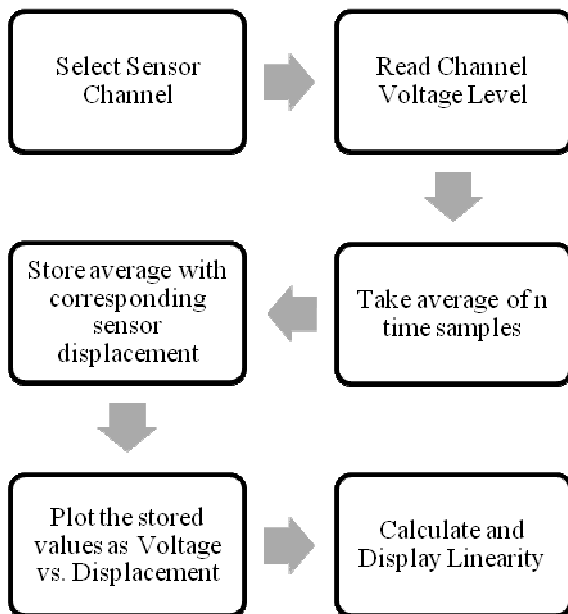 Select Sensor
Channel
Read Channel
Voltage Level
Take average of n
time samples
Store average with
corresponding
sensor
displacement
Plot the stored
values as Voltage
vs. Displacement
Calculate and
Display Linearity